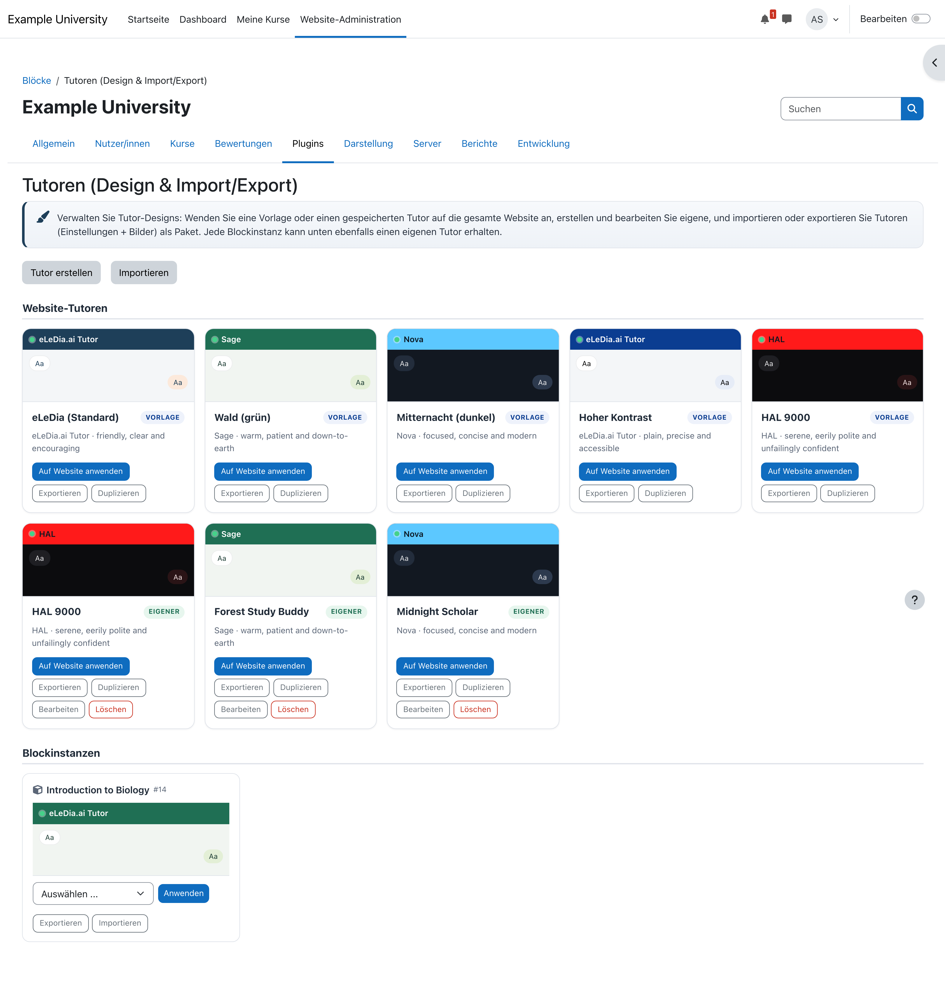 Example University
Startseite
Dashboard
Meine Kurse
Website-Administration
1
AS
Bearbeiten
Blöcke / Tutoren (Design & Import/Export)
Example University
Suchen
Allgemein
Nutzer/innen
Kurse
Bewertungen
Plugins
Darstellung
Server
Berichte
Entwicklung
Tutoren (Design & Import/Export)
Verwalten Sie Tutor-Designs: Wenden Sie eine Vorlage oder einen gespeicherten Tutor auf die gesamte Website an, erstellen und bearbeiten Sie eigene, und importieren oder exportieren Sie Tutoren
(Einstellungen + Bilder) als Paket. Jede Blockinstanz kann unten ebenfalls einen eigenen Tutor erhalten.
Tutor erstellen
Importieren
Website-Tutoren
eLeDia.ai Tutor
Aa
Aa
eLeDia (Standard)
VORLAGE
eLeDia.ai Tutor · friendly, clear and
encouraging
Auf Website anwenden
Exportieren
Duplizieren
Sage
Aa
Aa
Wald (grün)
VORLAGE
Sage · warm, patient and down-to-
earth
Auf Website anwenden
Exportieren
Duplizieren
Nova
Aa
Aa
Mitternacht (dunkel)
VORLAGE
Nova · focused, concise and modern
Auf Website anwenden
Exportieren
Duplizieren
eLeDia.ai Tutor
Aa
Aa
Hoher Kontrast
VORLAGE
eLeDia.ai Tutor · plain, precise and
accessible
Auf Website anwenden
Exportieren
Duplizieren
HAL
Aa
Aa
HAL 9000
VORLAGE
HAL · serene, eerily polite and
unfailingly confident
Auf Website anwenden
Exportieren
Duplizieren
HAL
Aa
Aa
HAL 9000
EIGENER
HAL · serene, eerily polite and
unfailingly confident
Auf Website anwenden
Exportieren
Duplizieren
Bearbeiten
Löschen
Sage
Aa
Aa
Forest Study Buddy
EIGENER
Sage · warm, patient and down-to-
earth
Auf Website anwenden
Exportieren
Duplizieren
Bearbeiten
Löschen
Nova
Aa
Aa
Midnight Scholar
EIGENER
Nova · focused, concise and modern
Auf Website anwenden
Exportieren
Duplizieren
Bearbeiten
Löschen
?
Blockinstanzen
Introduction to Biology #14
eLeDia.ai Tutor
Aa
Aa
Auswählen ...
Anwenden
Exportieren
Importieren